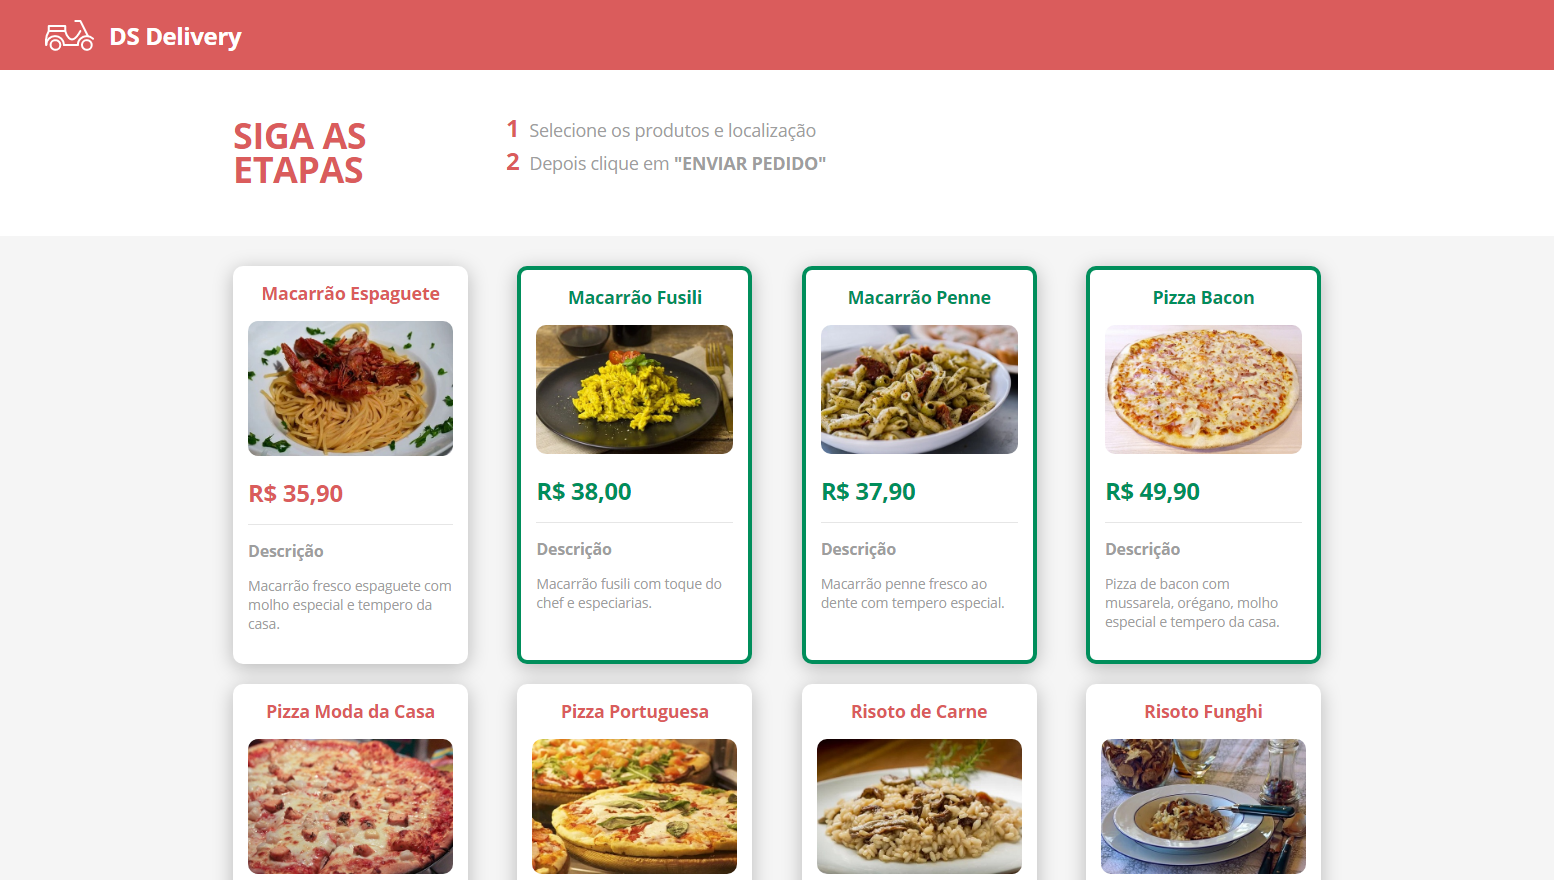 DS Delivery
SIGA AS
ETAPAS
1 Selecione os produtos e localização
2 Depois clique em "ENVIAR PEDIDO"
Macarrão Espaguete
R$ 35,90
Descrição
Macarrão fresco espaguete com
molho especial e tempero da
casa.
Macarrão Fusili
R$ 38,00
Descrição
Macarrão fusili com toque do
chef e especiarias.
Macarrão Penne
R$ 37,90
Descrição
Macarrão penne fresco ao
dente com tempero especial.
Pizza Bacon
R$ 49,90
Descrição
Pizza de bacon com
mussarela, orégano, molho
especial e tempero da casa.
Pizza Moda da Casa
Pizza Portuguesa
Risoto de Carne
Risoto Funghi